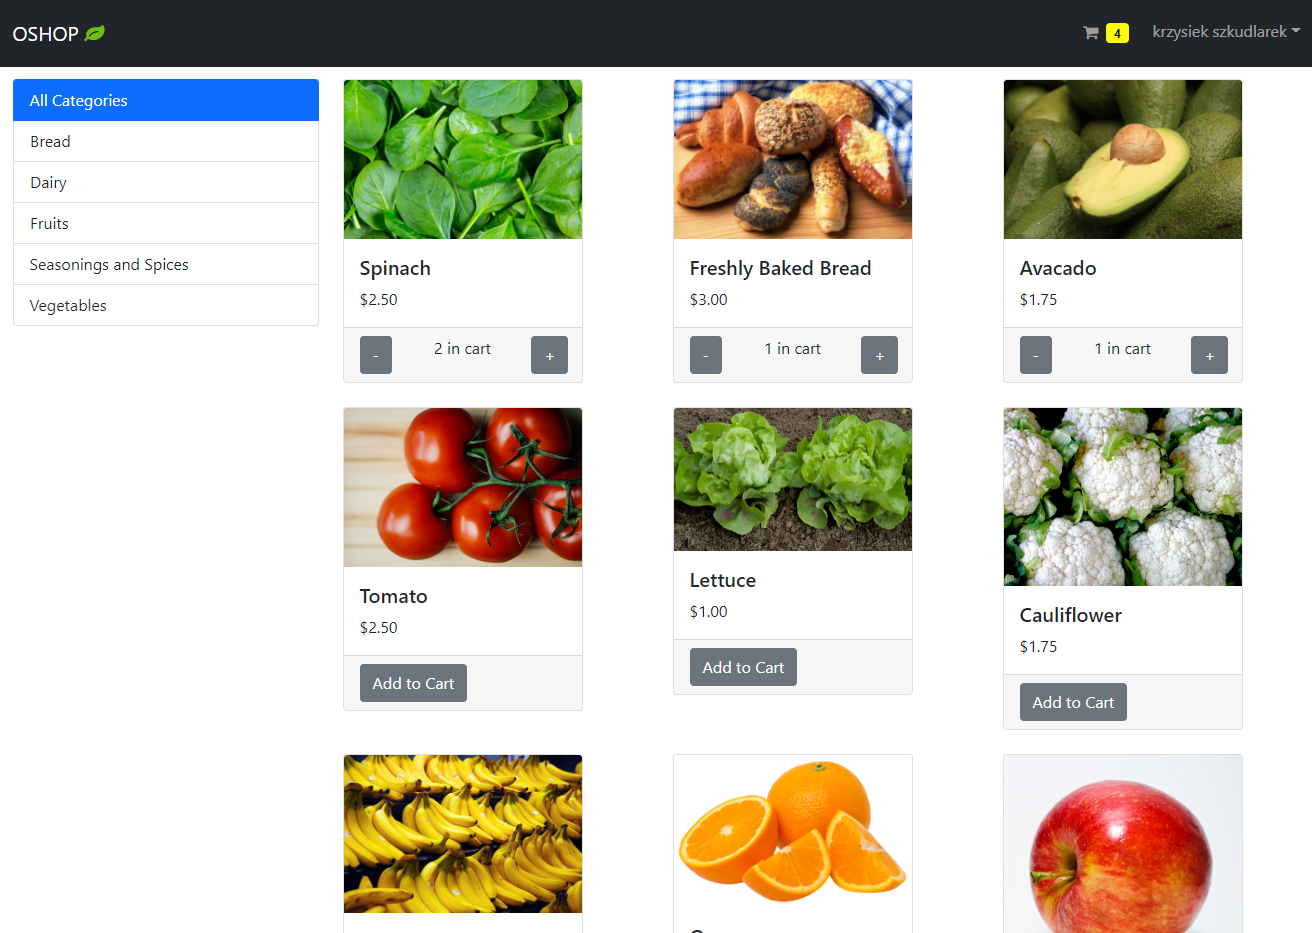 OSHOP
4
krzysiek szkudlarek
All Categories
Bread
Dairy
Fruits
Seasonings and Spices
Vegetables
Spinach
$2.50
- 2 in cart +
Freshly Baked Bread
$3.00
- 1 in cart +
Avacado
$1.75
- 1 in cart +
Tomato
$2.50
Add to Cart
Lettuce
$1.00
Add to Cart
Cauliflower
$1.75
Add to Cart